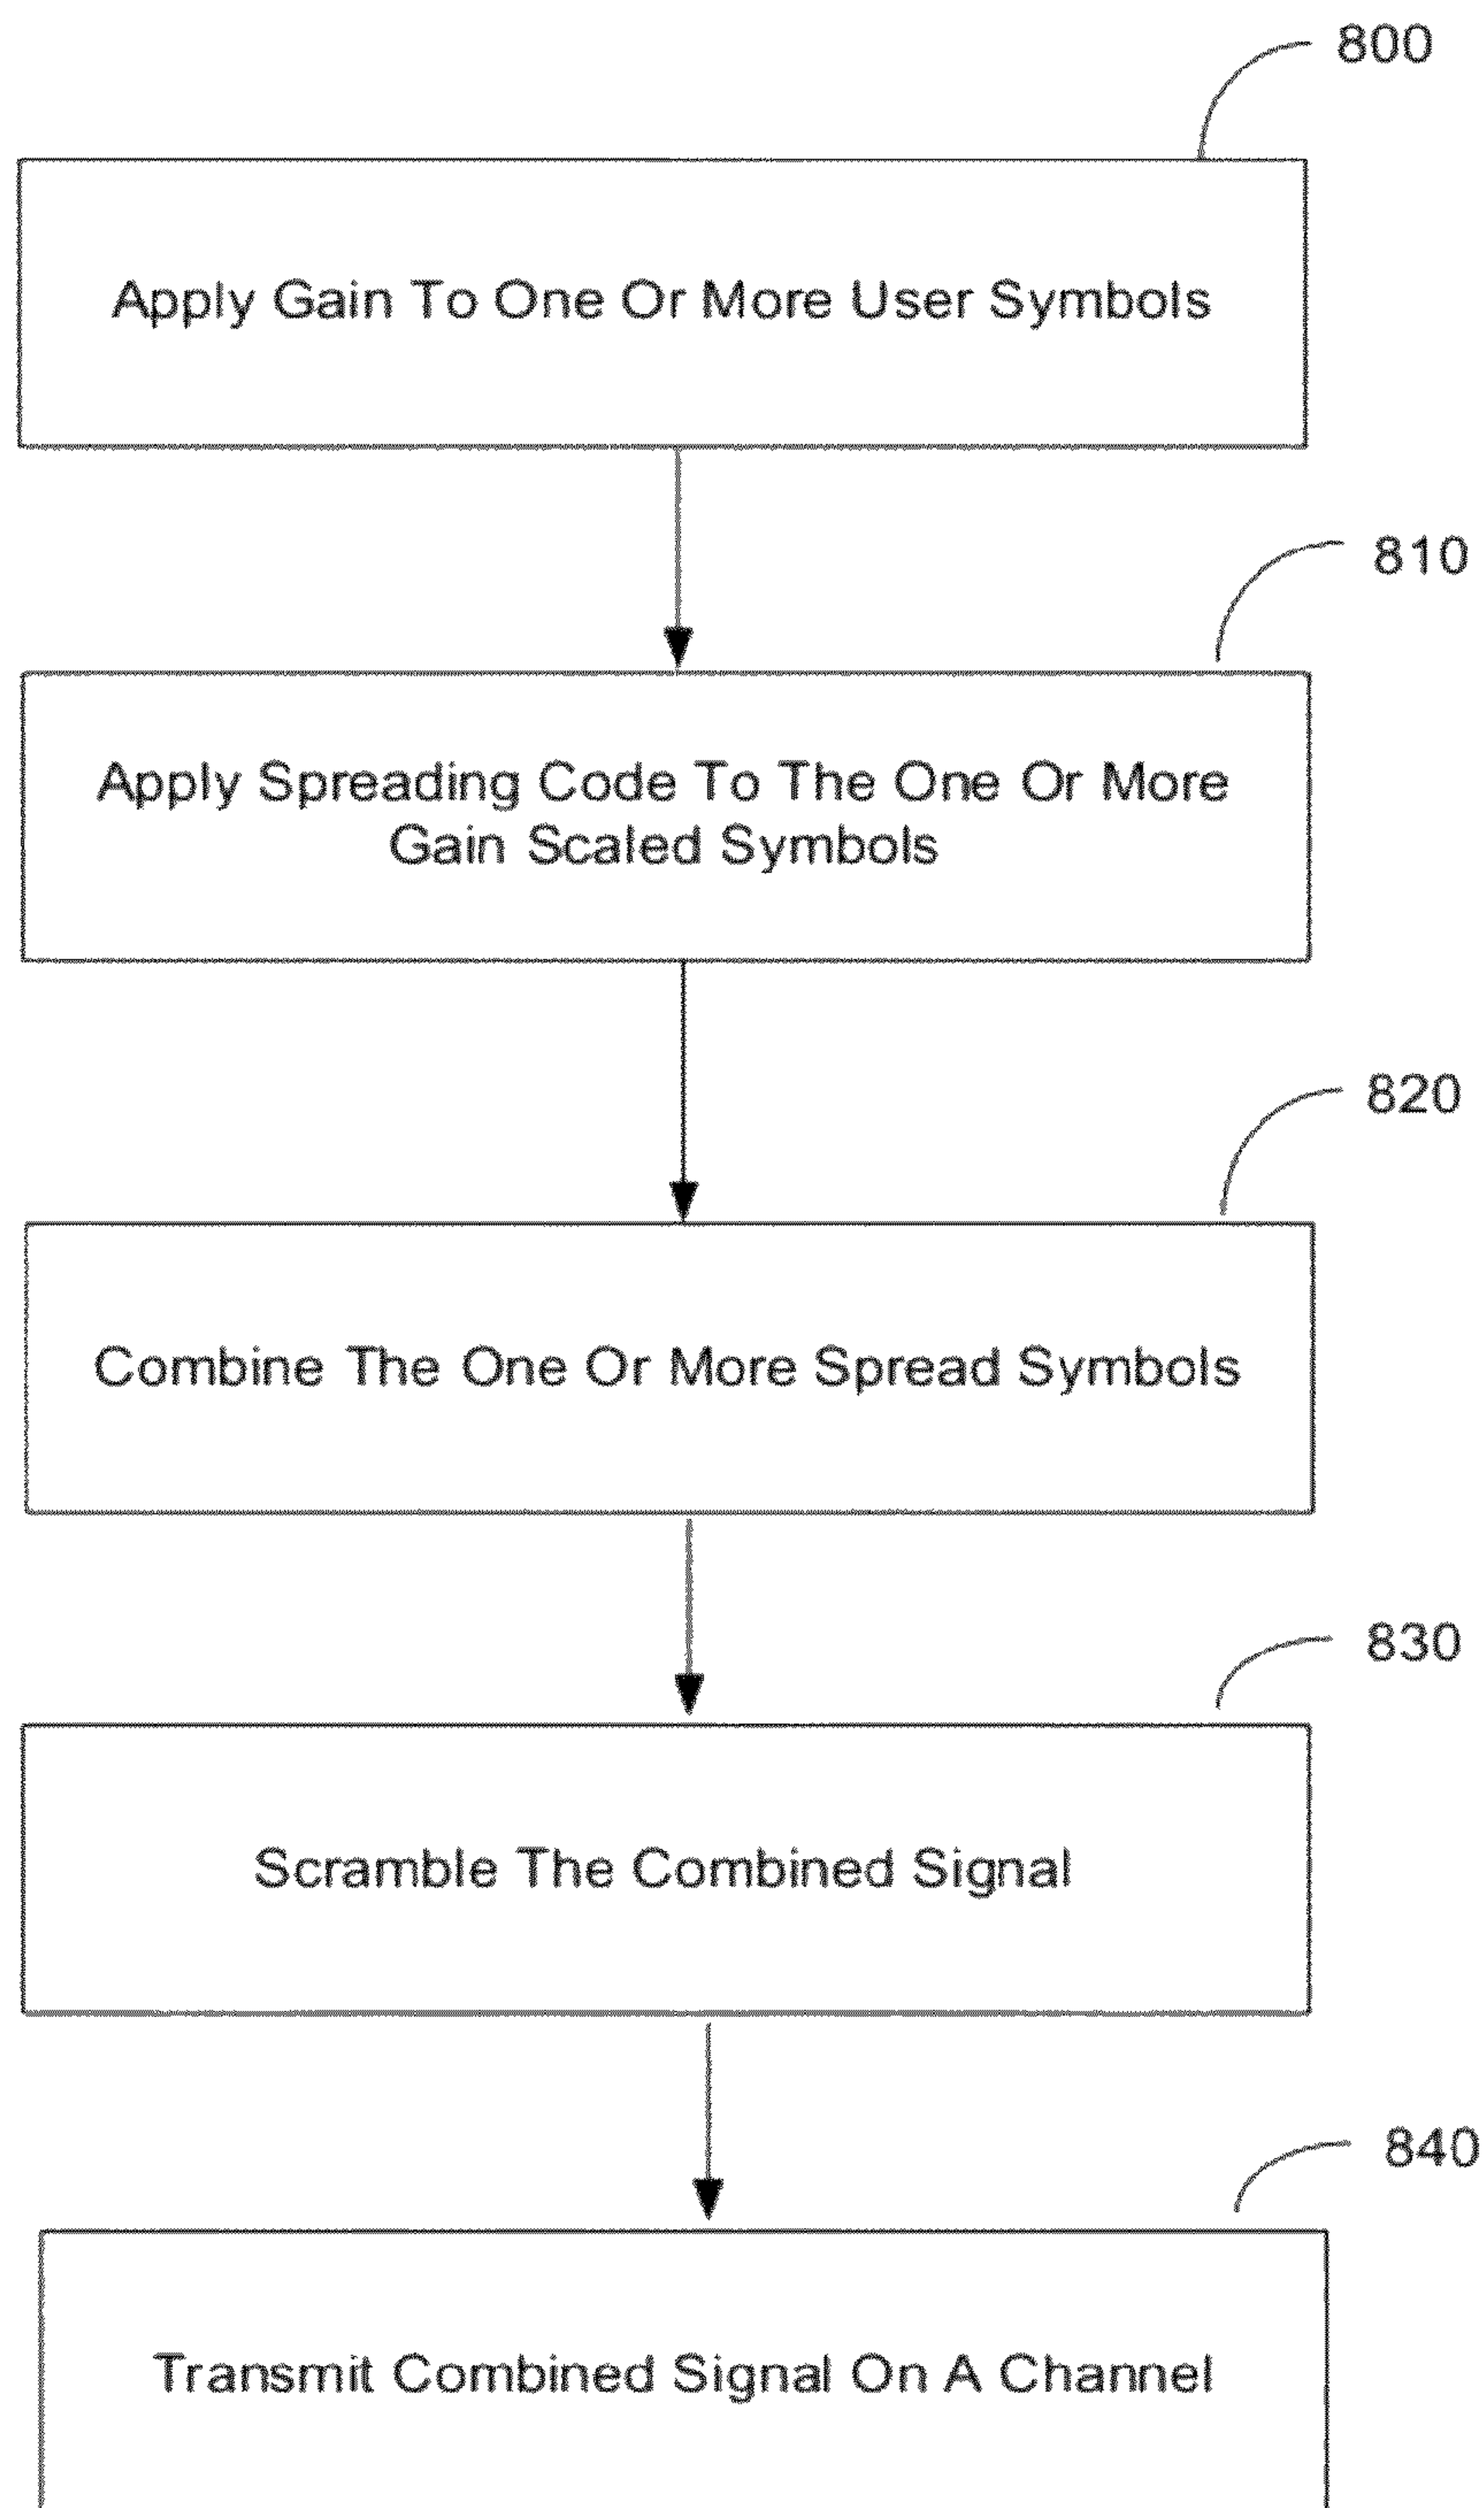 800
Apply Gain To One Or More User Symbols
810
Apply Spreading Code To The One Or More
Gain Scaled Symbols
820
Combine The One Or More Spread Symbols
830
Scramble The Combined Signal
840
Transmit Combined Signal On A Channel